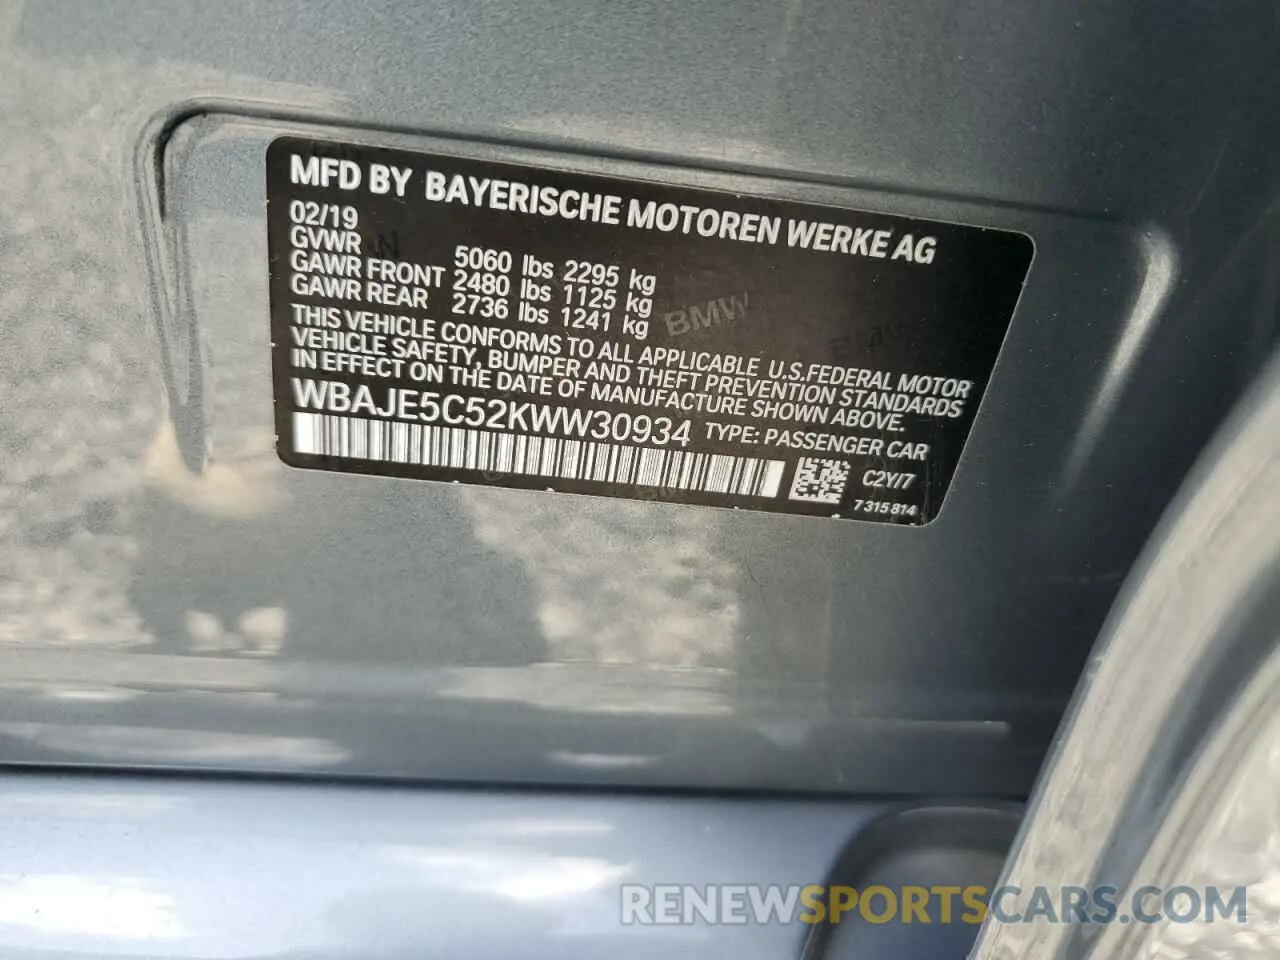 MFD BY BAYERISCHE MOTOREN WERKE AG
02/19
GVWR 5060 lbs 2295 kg
GAWR FRONT 2480 lbs 1125 kg
GAWR REAR 2736 lbs 1241 kg
THIS VEHICLE CONFORMS TO ALL APPLICABLE U.S.FEDERAL MOTOR
VEHICLE SAFETY, BUMPER AND THEFT PREVENTION STANDARDS
IN EFFECT ON THE DATE OF MANUFACTURE SHOWN ABOVE.
WBAJE5C52KWW30934 TYPE: PASSENGER CAR
C2Y/7
7 315 814
BMW
RENEWSPORTSCARS.COM